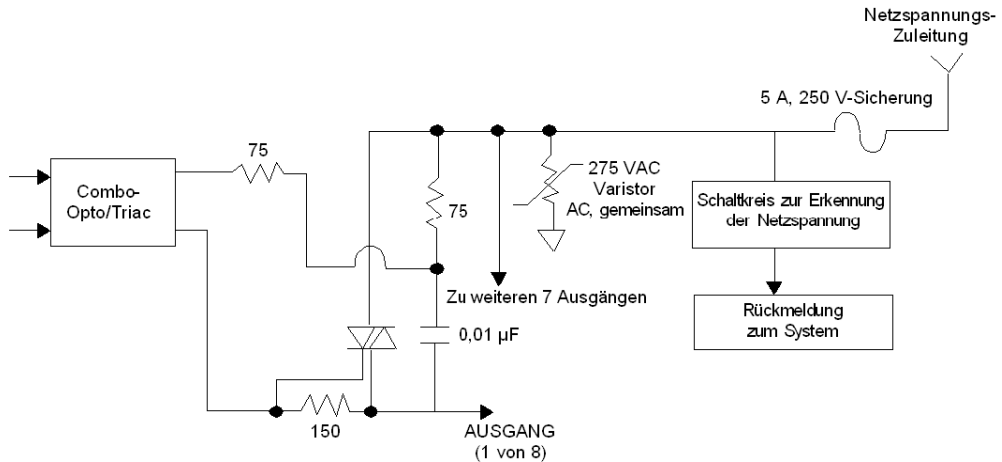 Netzspannungs-
Zuleitung
5 A, 250 V-Sicherung
75
Combo-
Opto/Triac
75
275 VAC
Varistor
AC, gemeinsam
Schaltkreis zur Erkennung
der Netzspannung
Zu weiteren 7 Ausgängen
Rückmeldung
zum System
0,01 µF
150
AUSGANG
(1 von 8)